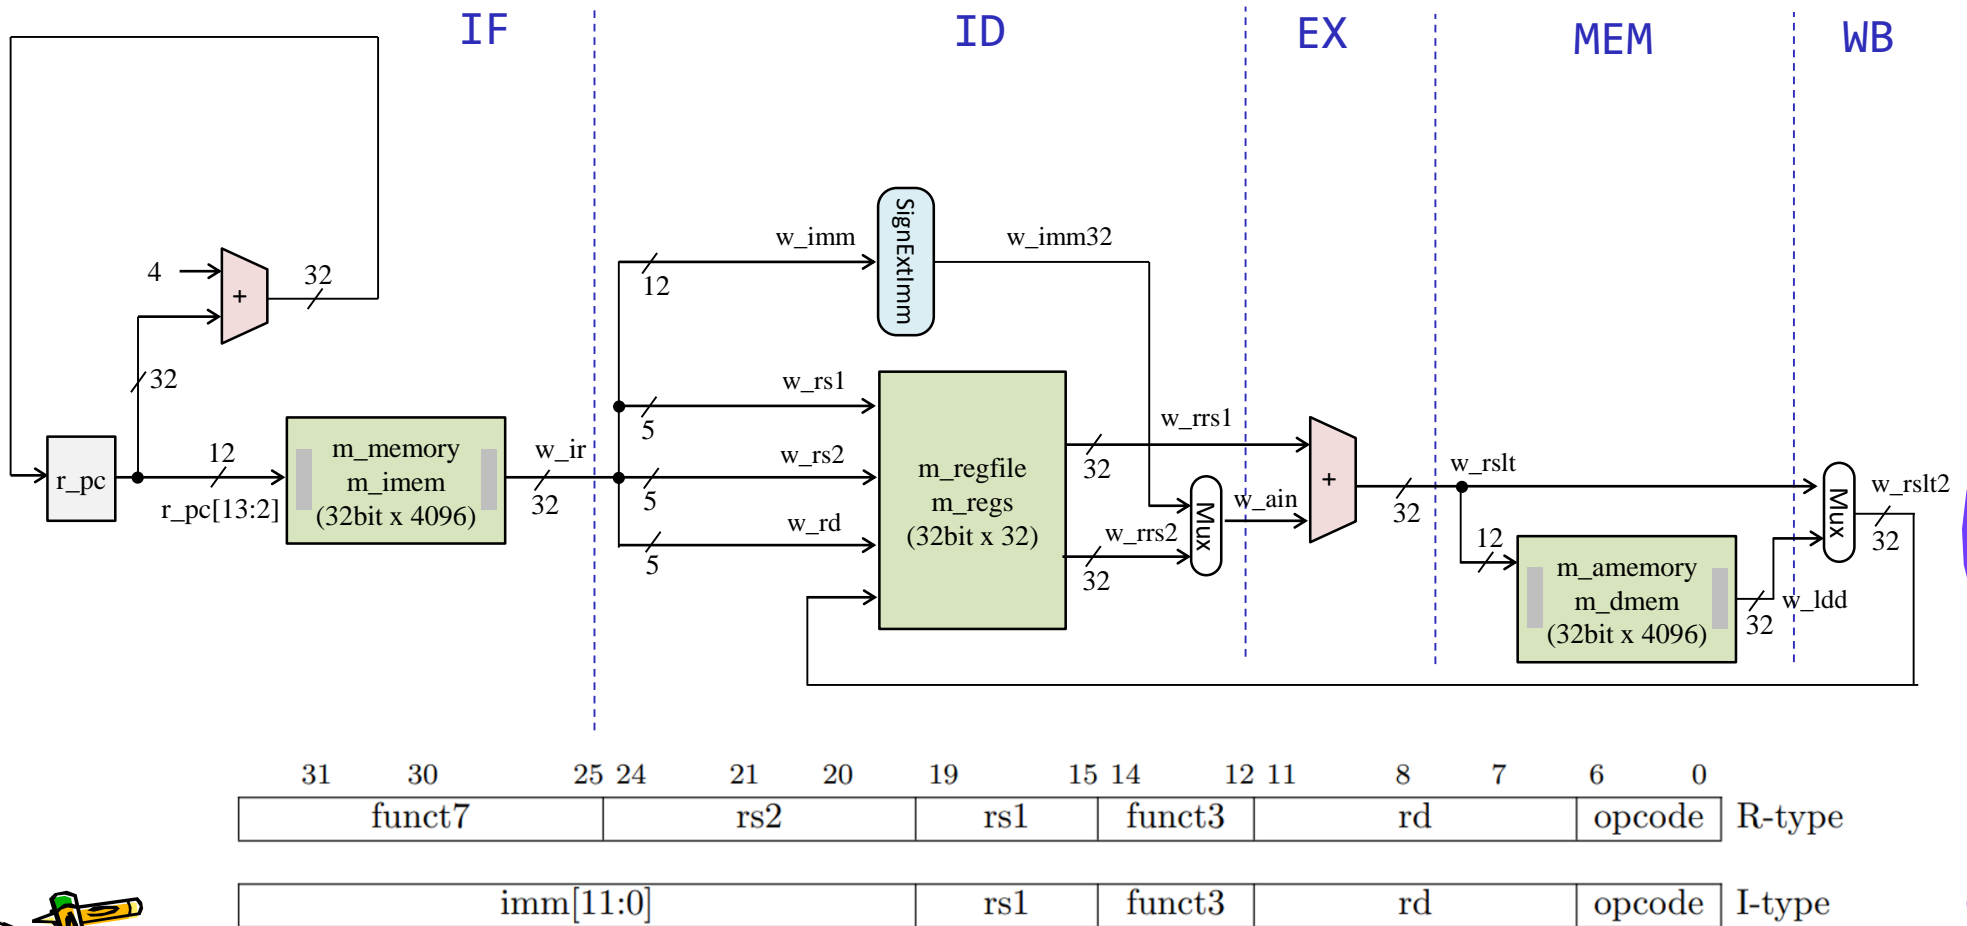 IF
ID
EX
MEM
WB
4
+
32
32
r_pc
12
r_pc[13:2]
m_memory
m_imem
(32bit x 4096)
w_ir
32
w_imm
12
SignExtImm
w_imm32
w_rs1
5
w_rs2
5
w_rd
5
m_regfile
m_regs
(32bit x 32)
w_rrs1
32
w_rrs2
32
Mux
w_ain
+
32
w_rslt
12
m_amemory
m_dmem
(32bit x 4096)
32
w_ldd
Mux
w_rslt2
32
31 30 25 24 21 20 19 15 14 12 11 8 7 6 0
funct7 rs2 rs1 funct3 rd opcode R-type
imm[11:0] rs1 funct3 rd opcode I-type